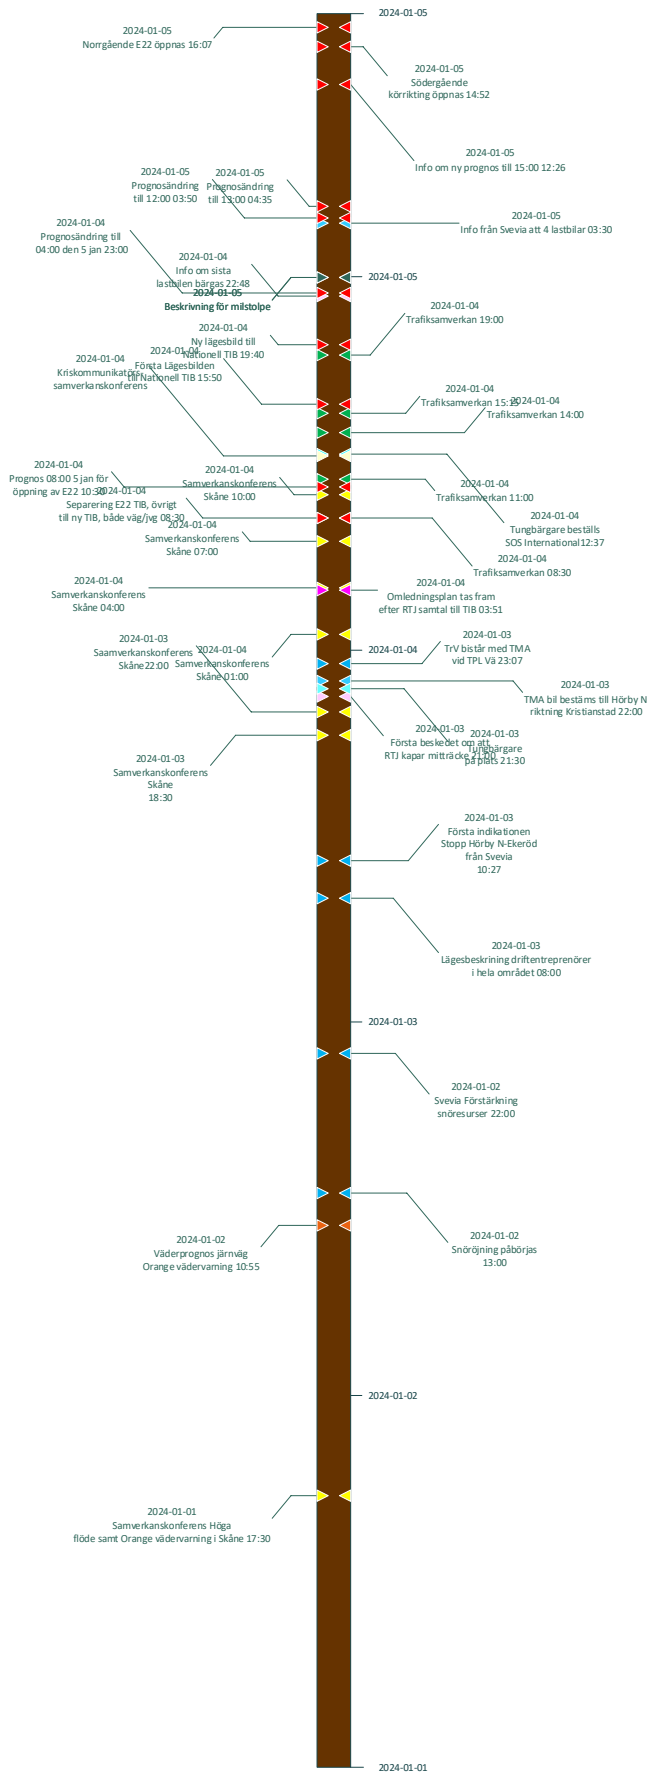 2024-01-05
2024-01-05
Norrgående E22 öppnas 16:07
2024-01-05
Södergående
körrikting öppnas 14:52
2024-01-05
Info om ny prognos till 15:00 12:26
2024-01-05
Prognosändring
till 12:00 03:50
2024-01-05
Prognosändring
till 13:00 04:35
2024-01-05
Info från Svevia att 4 lastbilar 03:30
2024-01-04
Prognosändring till
04:00 den 5 jan 23:00
2024-01-04
Info om sista
lastbilen bärgas 22:48
2024-01-05
2024-01-05
Beskrivning för milstolpe
2024-01-04
Trafiksamverkan 19:00
2024-01-04
Ny lägesbild till
Nationell TIB 19:40
2024-01-04
Första Lägesbilden
till Nationell TIB 15:50
2024-01-04
Kriskommunikatörs
samverkanskonferens
2024-01-04
Trafiksamverkan 15:15
2024-01-04
Trafiksamverkan 14:00
2024-01-04
Prognos 08:00 5 jan för
öppning av E22 10:30
2024-01-04
Samverkanskonferens
Skåne 10:00
2024-01-04
Trafiksamverkan 11:00
2024-01-04
Separering E22 TIB, övrigt
till ny TIB, både väg/jvg 08:30
2024-01-04
Tungbärgare beställs
SOS International12:37
2024-01-04
Samverkanskonferens
Skåne 07:00
2024-01-04
Trafiksamverkan 08:30
2024-01-04
Samverkanskonferens
Skåne 04:00
2024-01-04
Omledningsplan tas fram
efter RTJ samtal till TIB 03:51
2024-01-03
Saamverkanskonferens
Skåne22:00
2024-01-04
Samverkanskonferens
Skåne 01:00
2024-01-04
2024-01-03
TrV bistår med TMA
vid TPL Vä 23:07
2024-01-03
TMA bil bestäms till Hörby N
riktning Kristianstad 22:00
2024-01-03
Första beskedet om att
RTJ kapar mitträcke 21:00
2024-01-03
Tungbärgare
på plats 21:30
2024-01-03
Samverkanskonferens
Skåne
18:30
2024-01-03
Första indikationen
Stopp Hörby N-Ekeröd
från Svevia
10:27
2024-01-03
Lägesbeskrining driftentreprenörer
i hela området 08:00
2024-01-03
2024-01-02
Svevia Förstärkning
snöresurser 22:00
2024-01-02
Väderprognos järnväg
Orange vädervarning 10:55
2024-01-02
Snöröjning påbörjas
13:00
2024-01-02
2024-01-01
Samverkanskonferens Höga
flöde samt Orange vädervarning i Skåne 17:30
2024-01-01